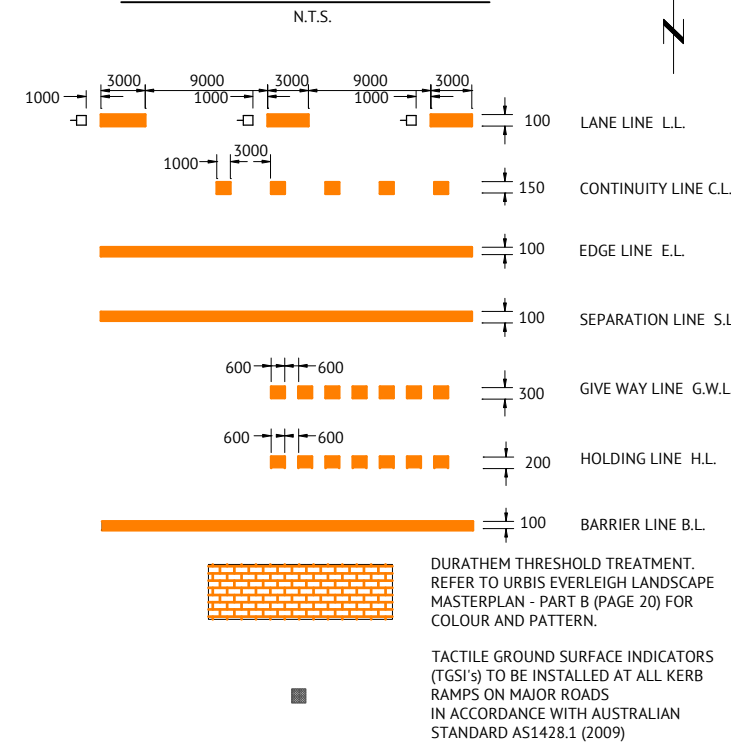 N.T.S.
N
3000 9000 3000 9000 3000
1000 1000 1000
100 LANE LINE L.L.
1000 3000
150 CONTINUITY LINE C.L.
100 EDGE LINE E.L.
100 SEPARATION LINE S.L
600 600
300 GIVE WAY LINE G.W.L
600 600
200 HOLDING LINE H.L.
100 BARRIER LINE B.L.
DURATHEM THRESHOLD TREATMENT.
REFER TO URBIS EVERLEIGH LANDSCAPE
MASTERPLAN - PART B (PAGE 20) FOR
COLOUR AND PATTERN.
TACTILE GROUND SURFACE INDICATORS
(TGSI's) TO BE INSTALLED AT ALL KERB
RAMPS ON MAJOR ROADS
IN ACCORDANCE WITH AUSTRALIAN
STANDARD AS1428.1 (2009)